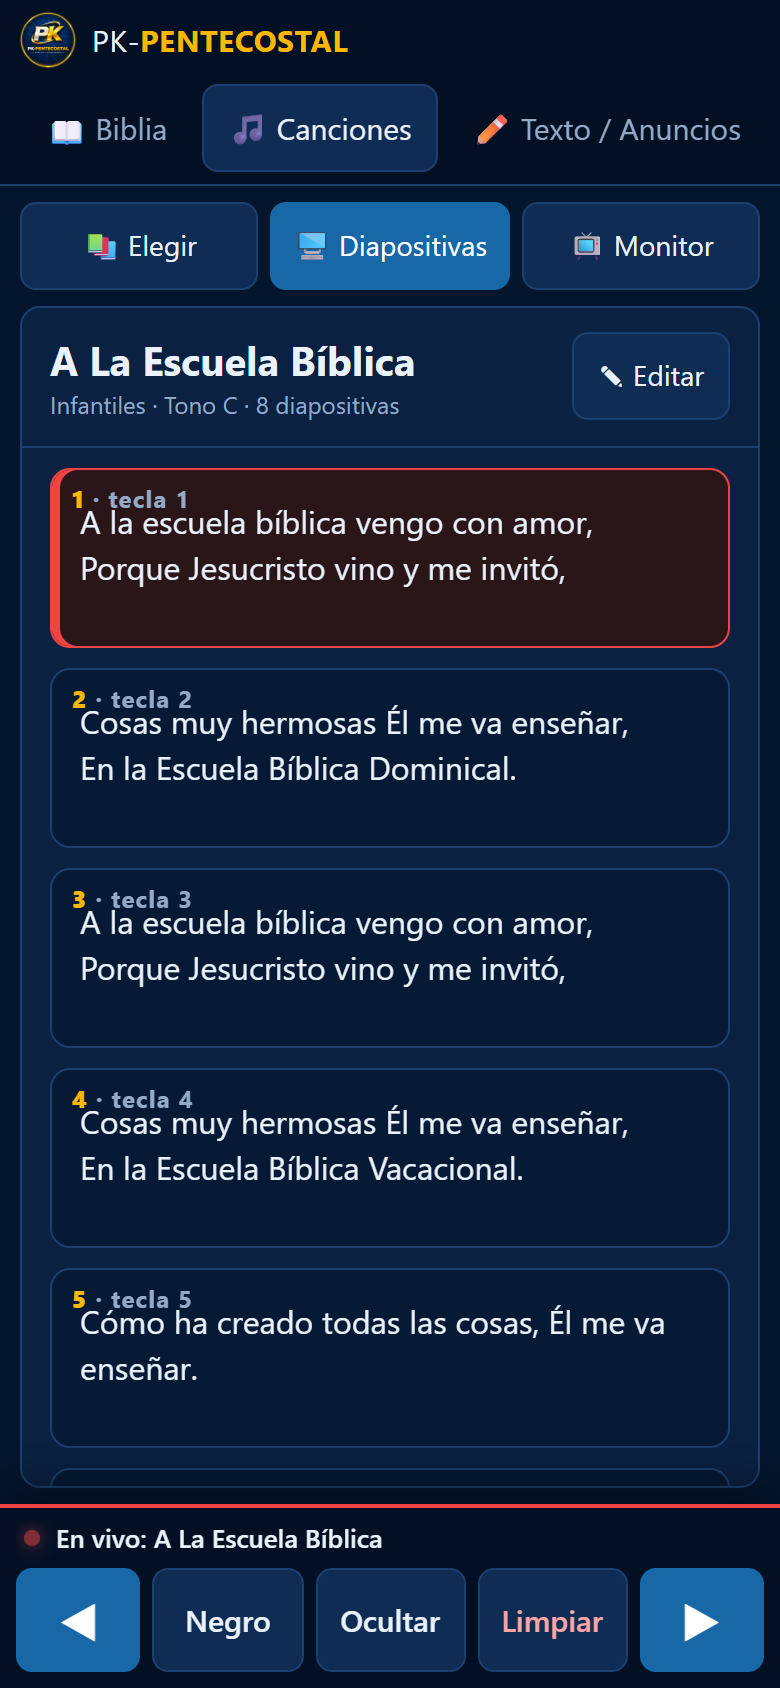 PK
PK-PENTECOSTAL
PK-PENTECOSTAL
Biblia
Canciones
Texto / Anuncios
Elegir
Diapositivas
Monitor
A La Escuela Bíblica
Infantiles · Tono C · 8 diapositivas
Editar
1 · tecla 1
A la escuela bíblica vengo con amor,
Porque Jesucristo vino y me invitó,
2 · tecla 2
Cosas muy hermosas Él me va enseñar,
En la Escuela Bíblica Dominical.
3 · tecla 3
A la escuela bíblica vengo con amor,
Porque Jesucristo vino y me invitó,
4 · tecla 4
Cosas muy hermosas Él me va enseñar,
En la Escuela Bíblica Vacacional.
5 · tecla 5
Cómo ha creado todas las cosas, Él me va
enseñar.
En vivo: A La Escuela Bíblica
Negro
Ocultar
Limpiar